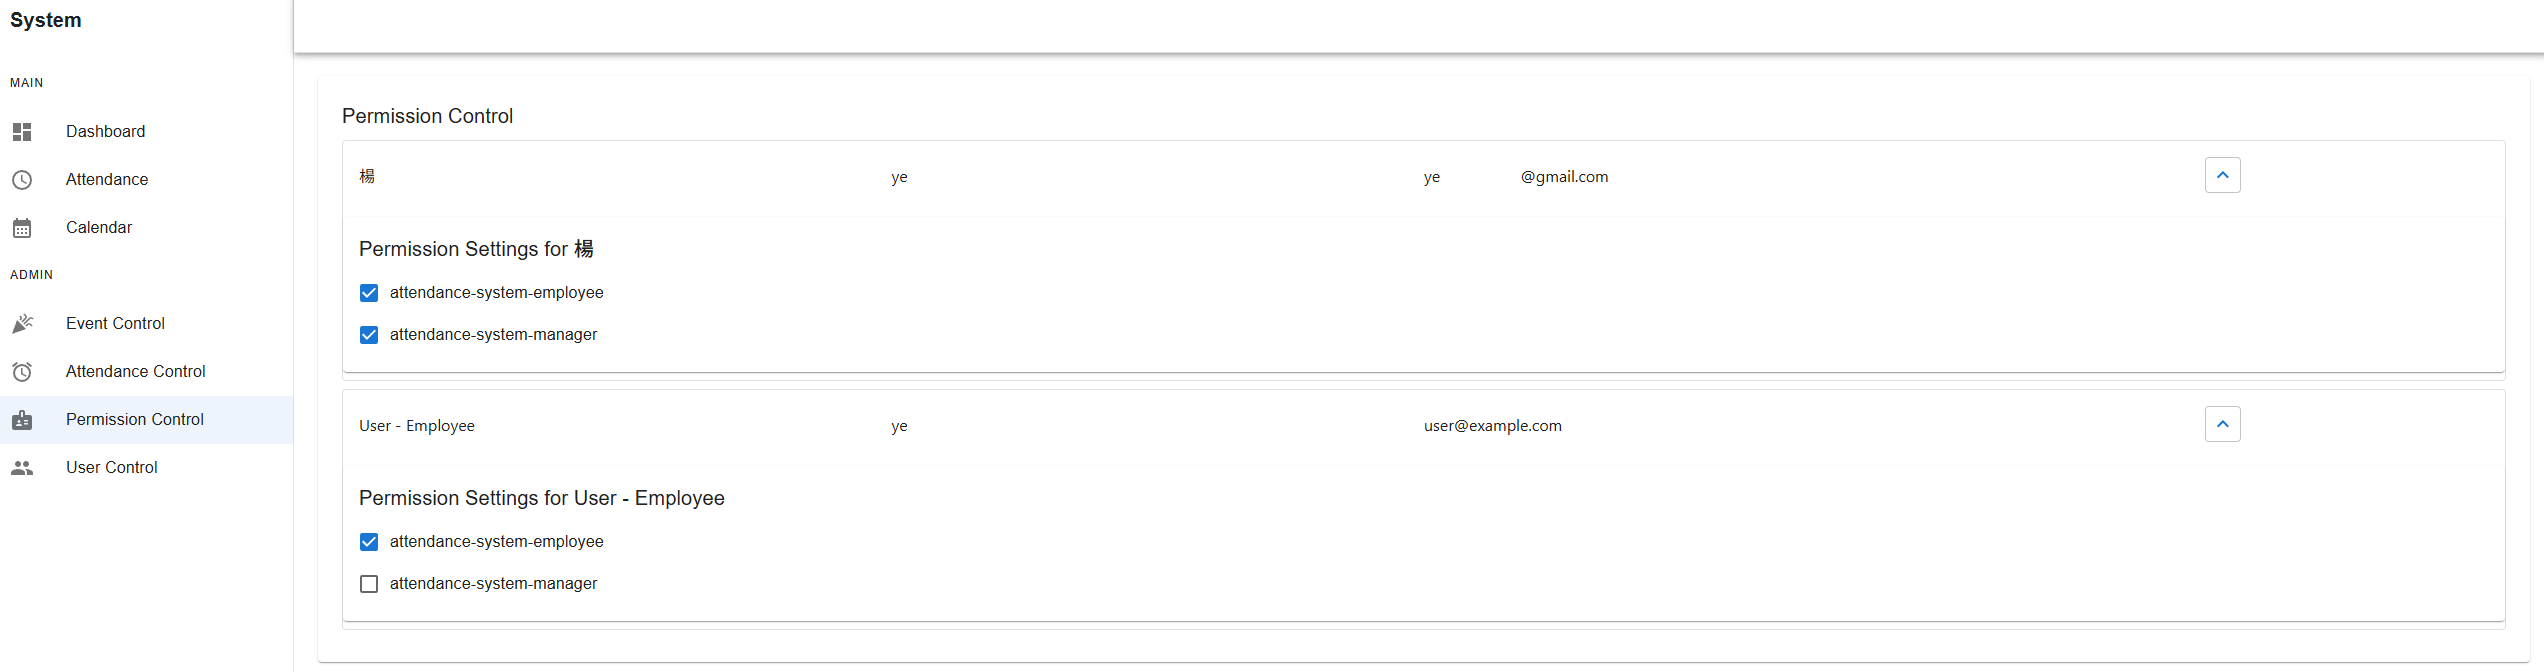 System
MAIN
Dashboard
Attendance
Calendar
ADMIN
Event Control
Attendance Control
Permission Control
User Control
Permission Control
楊 ye ye @gmail.com
Permission Settings for 楊
attendance-system-employee
attendance-system-manager
User - Employee ye user@example.com
Permission Settings for User - Employee
attendance-system-employee
attendance-system-manager